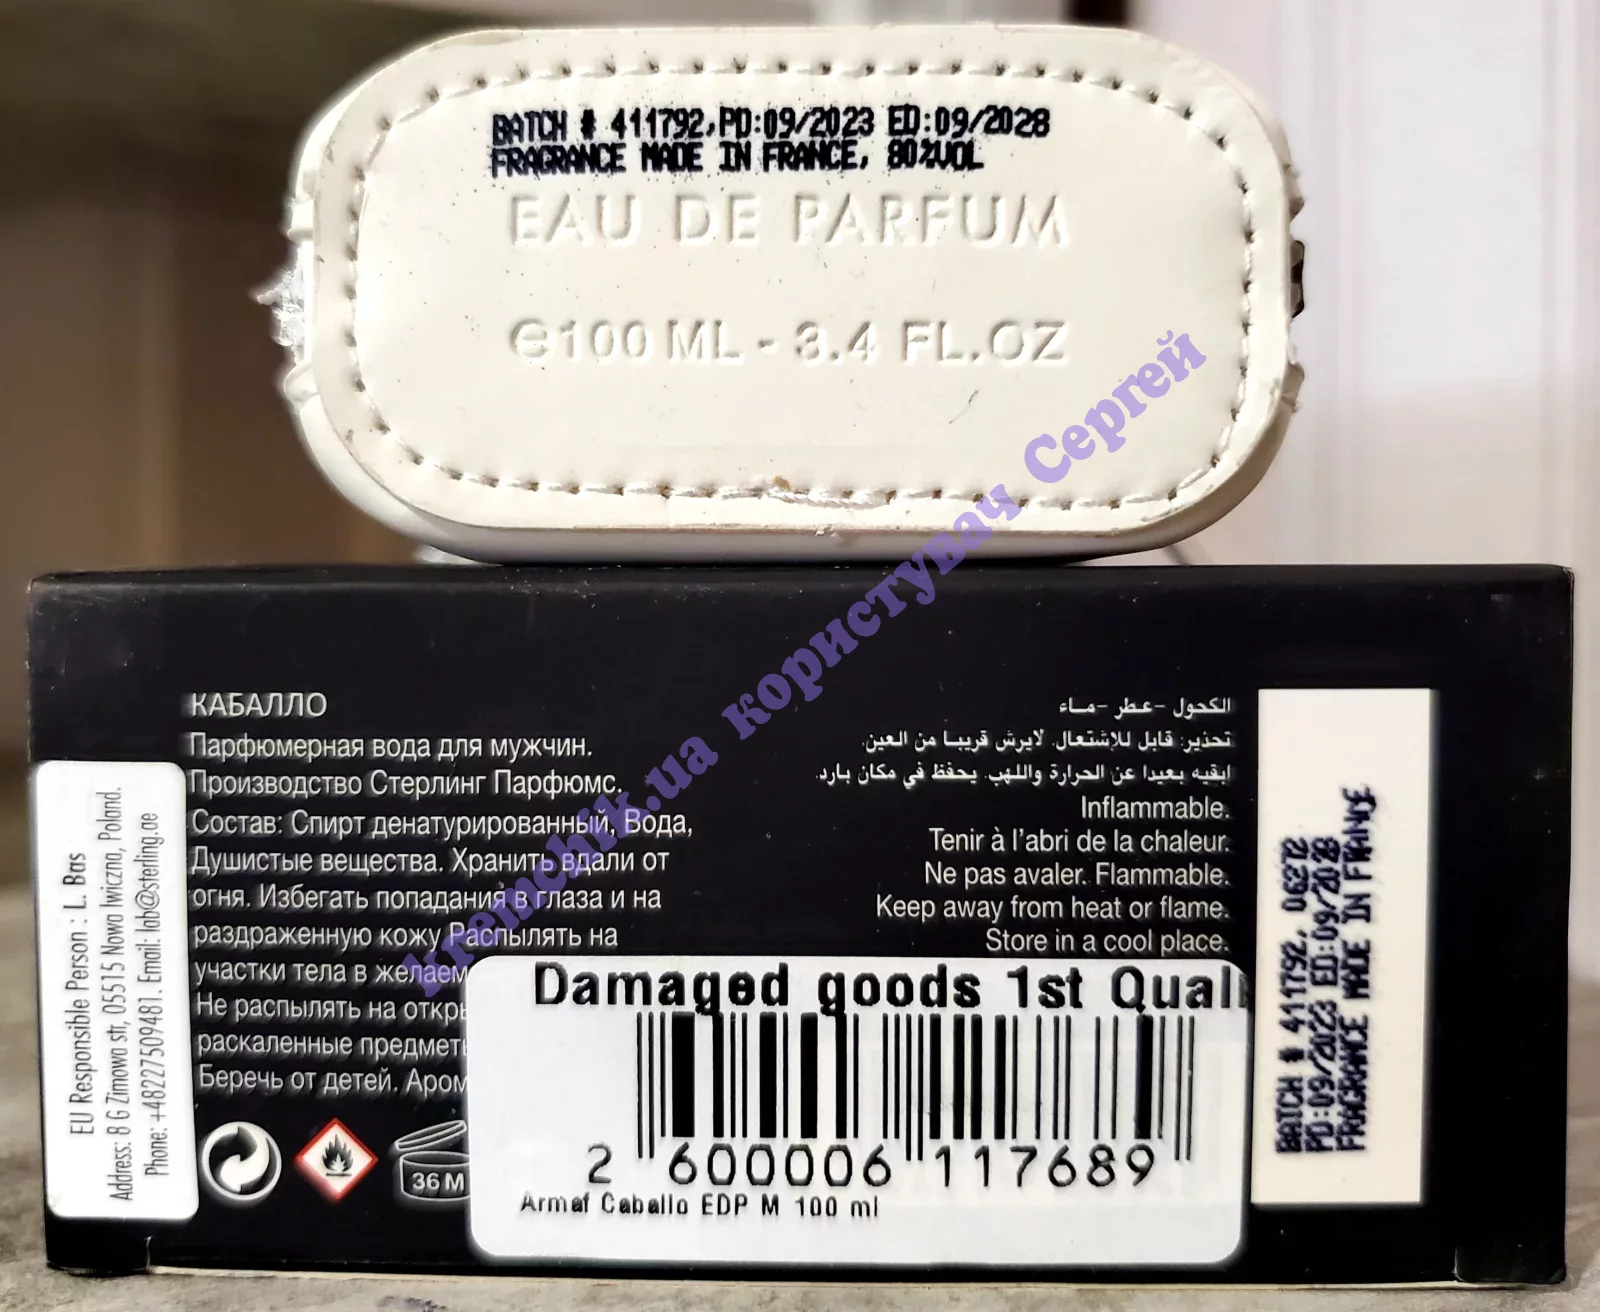 BATCH # 411792, PD:09/2023 ED:09/2028
FRAGRANCE MADE IN FRANCE, 80%VOL
EAU DE PARFUM
℮100 ML - 3.4 FL.OZ
kremchik.ua користувач Сергей
EU Responsible Person : L. Bas
Address: 8 G Zimowa str, 05515 Nowa Iwiczna, Poland.
Phone: +48227509481. Email: lab@sterling.ae
КАБАЛЛО
Парфюмерная вода для мужчин.
Производство Стерлинг Парфюмс.
Состав: Спирт денатурированный, Вода,
Душистые вещества. Хранить вдали от
огня. Избегать попадания в глаза и на
раздраженную кожу Распылять на
участки тела в желаем
Не распылять на откры
раскаленные предметы
Беречь от детей. Аром
36 M
الكحول -عطر -ماء
تحذير: قابل للإشتعال. لايرش قريبا من العين.
إبقيه بعيدا عن الحرارة واللهب. يحفظ في مكان بارد.
Inflammable.
Tenir à l'abri de la chaleur.
Ne pas avaler. Flammable.
Keep away from heat or flame.
Store in a cool place.
Damaged goods 1st Quali
2 600006 117689
Armaf Caballo EDP M 100 ml
BATCH # 411792, 06272
PD:09/2023 ED:09/2028
FRAGRANCE MADE IN FRANCE